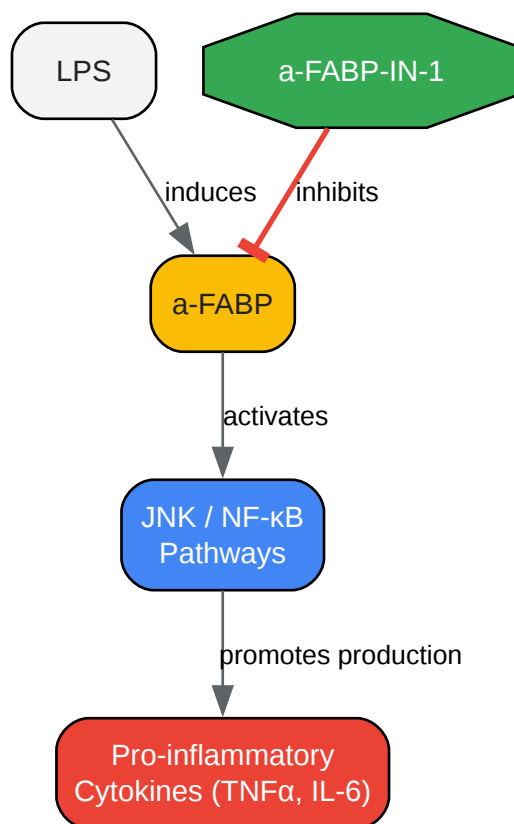 LPS
a-FABP-IN-1
induces
inhibits
a-FABP
activates
JNK / NF-κB
Pathways
promotes production
Pro-inflammatory
Cytokines (TNFα, IL-6)